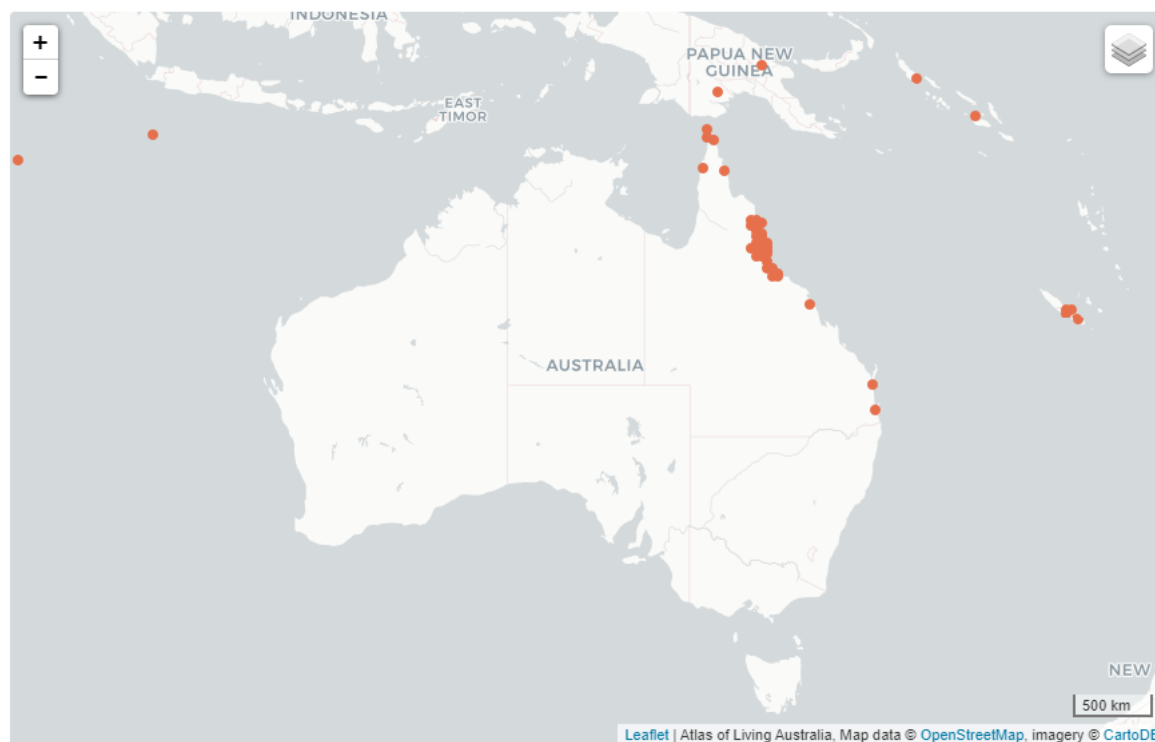 INDONESIA
+
−
PAPUA NEW
GUINEA
EAST
TIMOR
AUSTRALIA
NEW
500 km
Leaflet | Atlas of Living Australia, Map data © OpenStreetMap, imagery © CartoDB